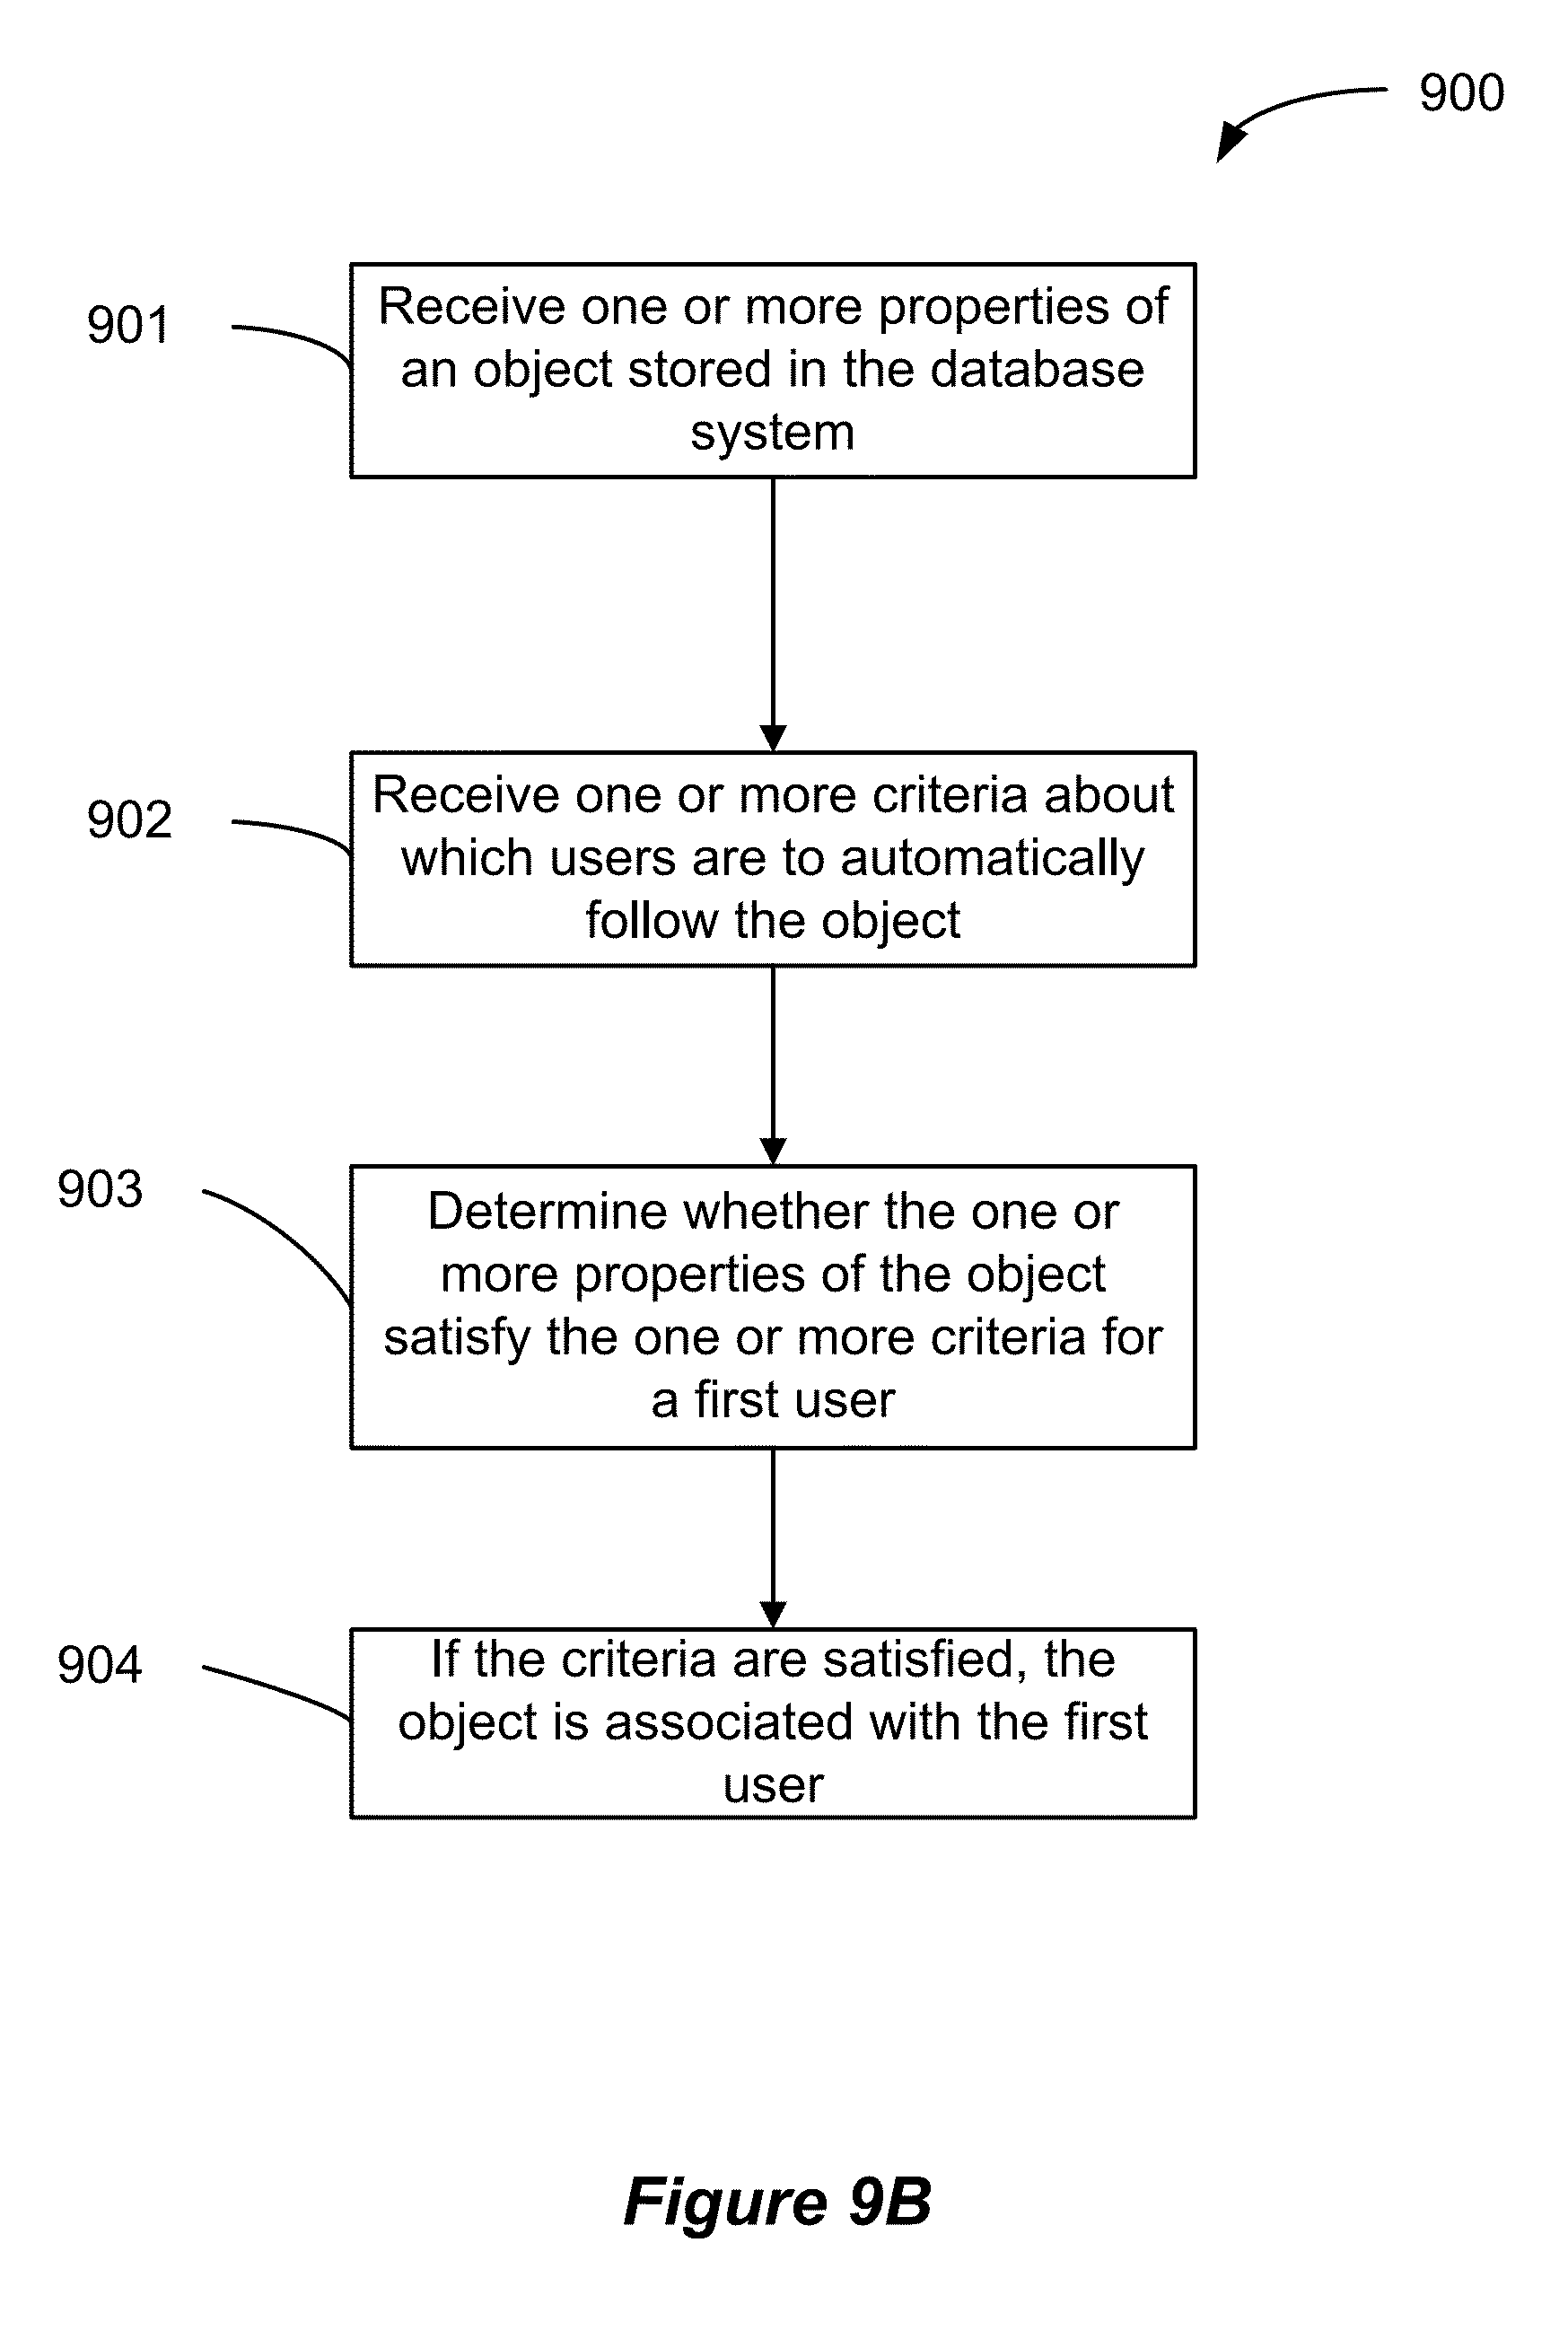 900
901
Receive one or more properties of
an object stored in the database
system
902
Receive one or more criteria about
which users are to automatically
follow the object
903
Determine whether the one or
more properties of the object
satisfy the one or more criteria for
a first user
904
If the criteria are satisfied, the
object is associated with the first
user
Figure 9B